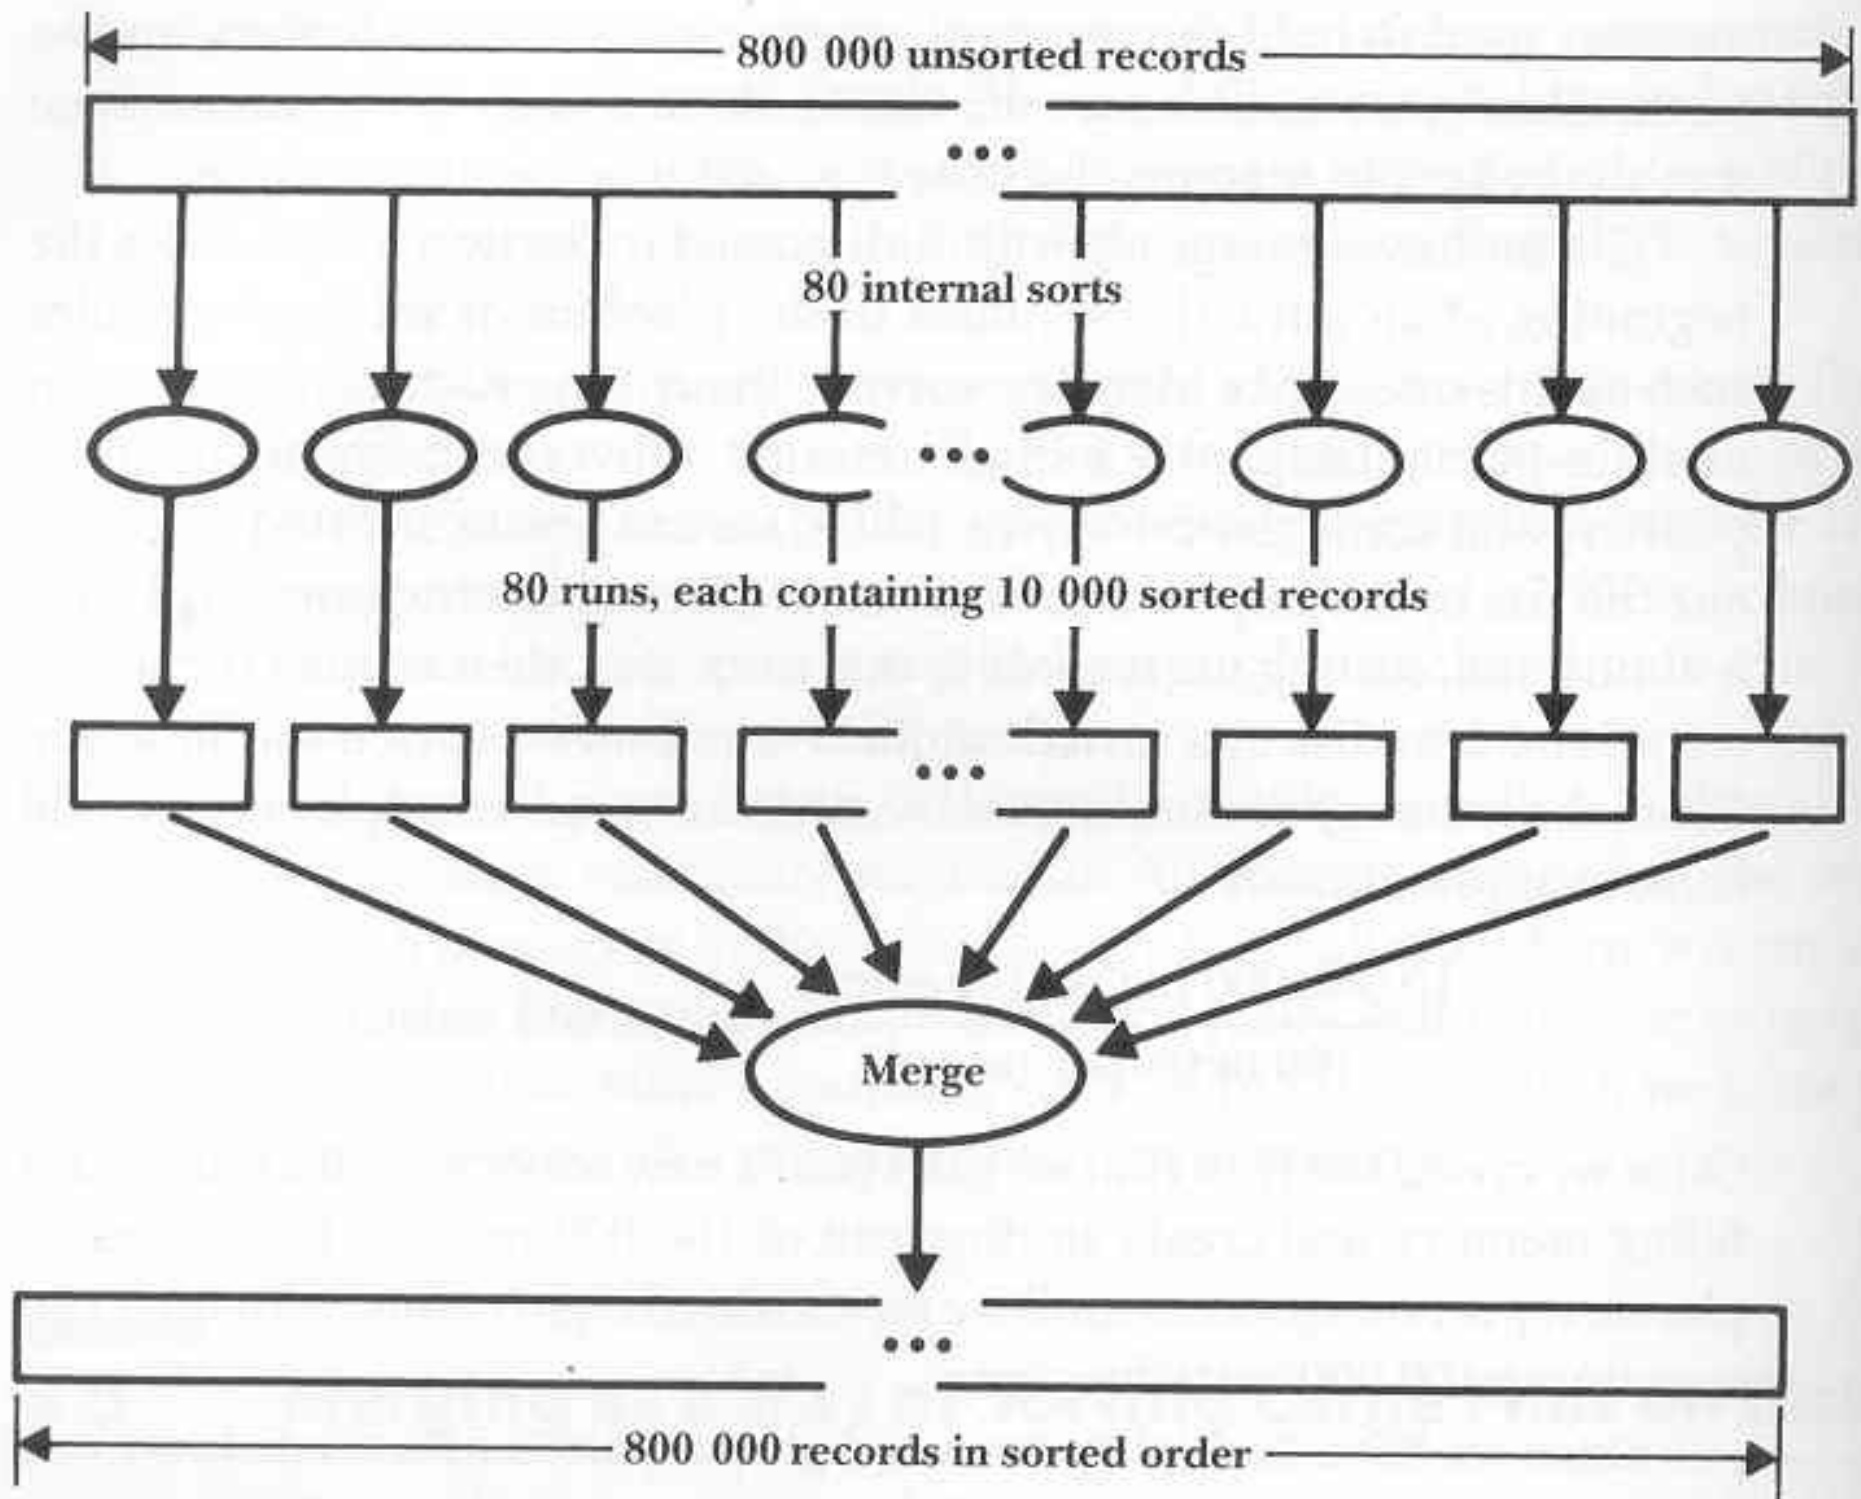 800 000 unsorted records
80 internal sorts
80 runs, each containing 10 000 sorted records
Merge
800 000 records in sorted order